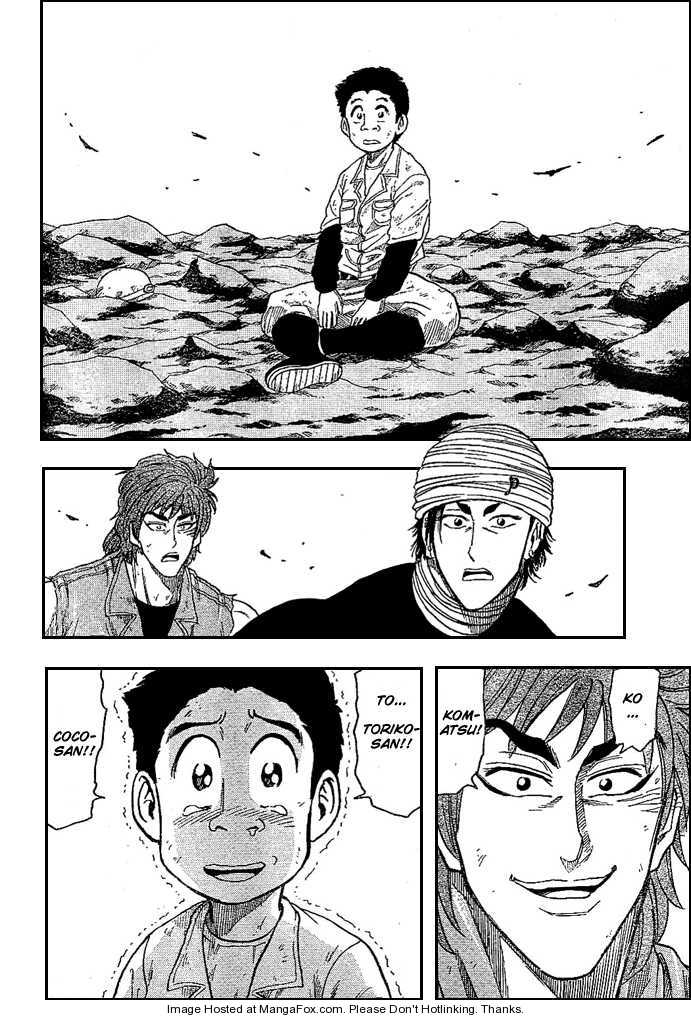 KO
...
KOM-
ATSU!
TO...
TORIKO-
SAN!!
COCO-
SAN!!
Image Hosted at MangaFox.com. Please Don't Hotlinking. Thanks.